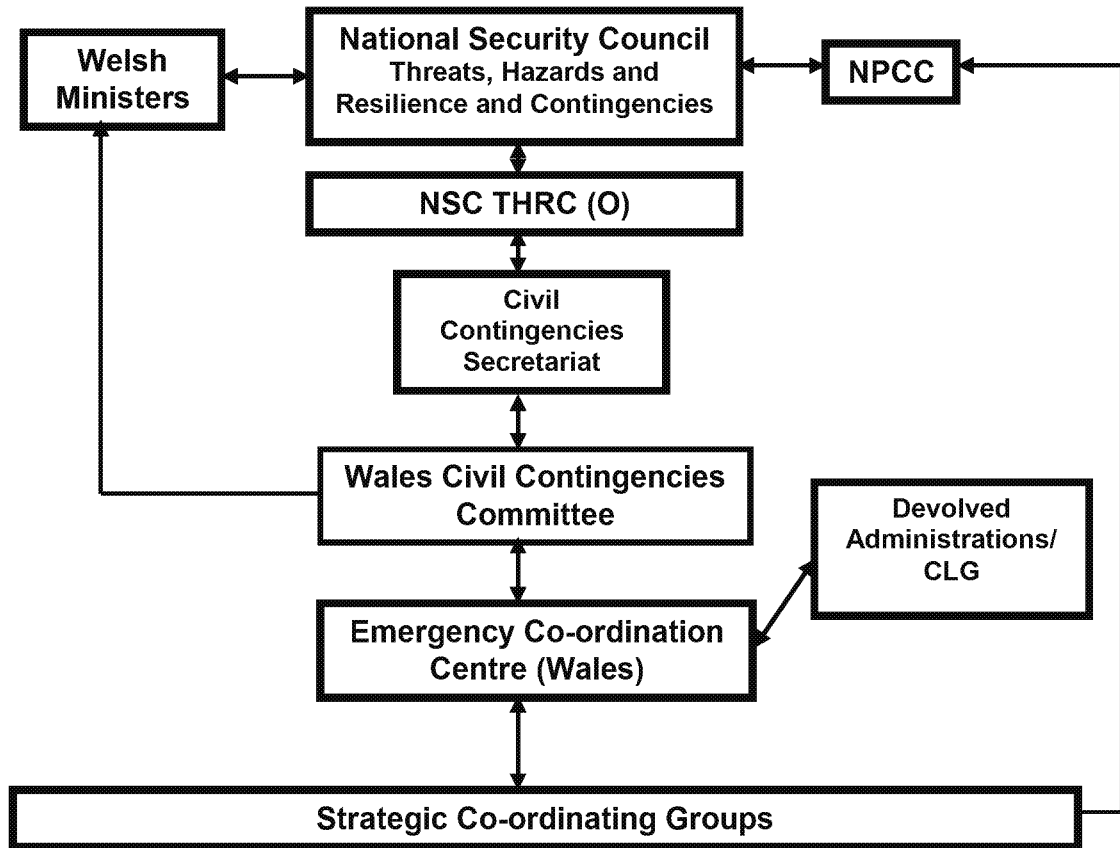 Welsh
Ministers
National Security Council
Threats, Hazards and
Resilience and Contingencies
NPCC
NSC THRC (O)
Civil
Contingencies
Secretariat
Wales Civil Contingencies
Committee
Devolved
Administrations/
CLG
Emergency Co-ordination
Centre (Wales)
Strategic Co-ordinating Groups